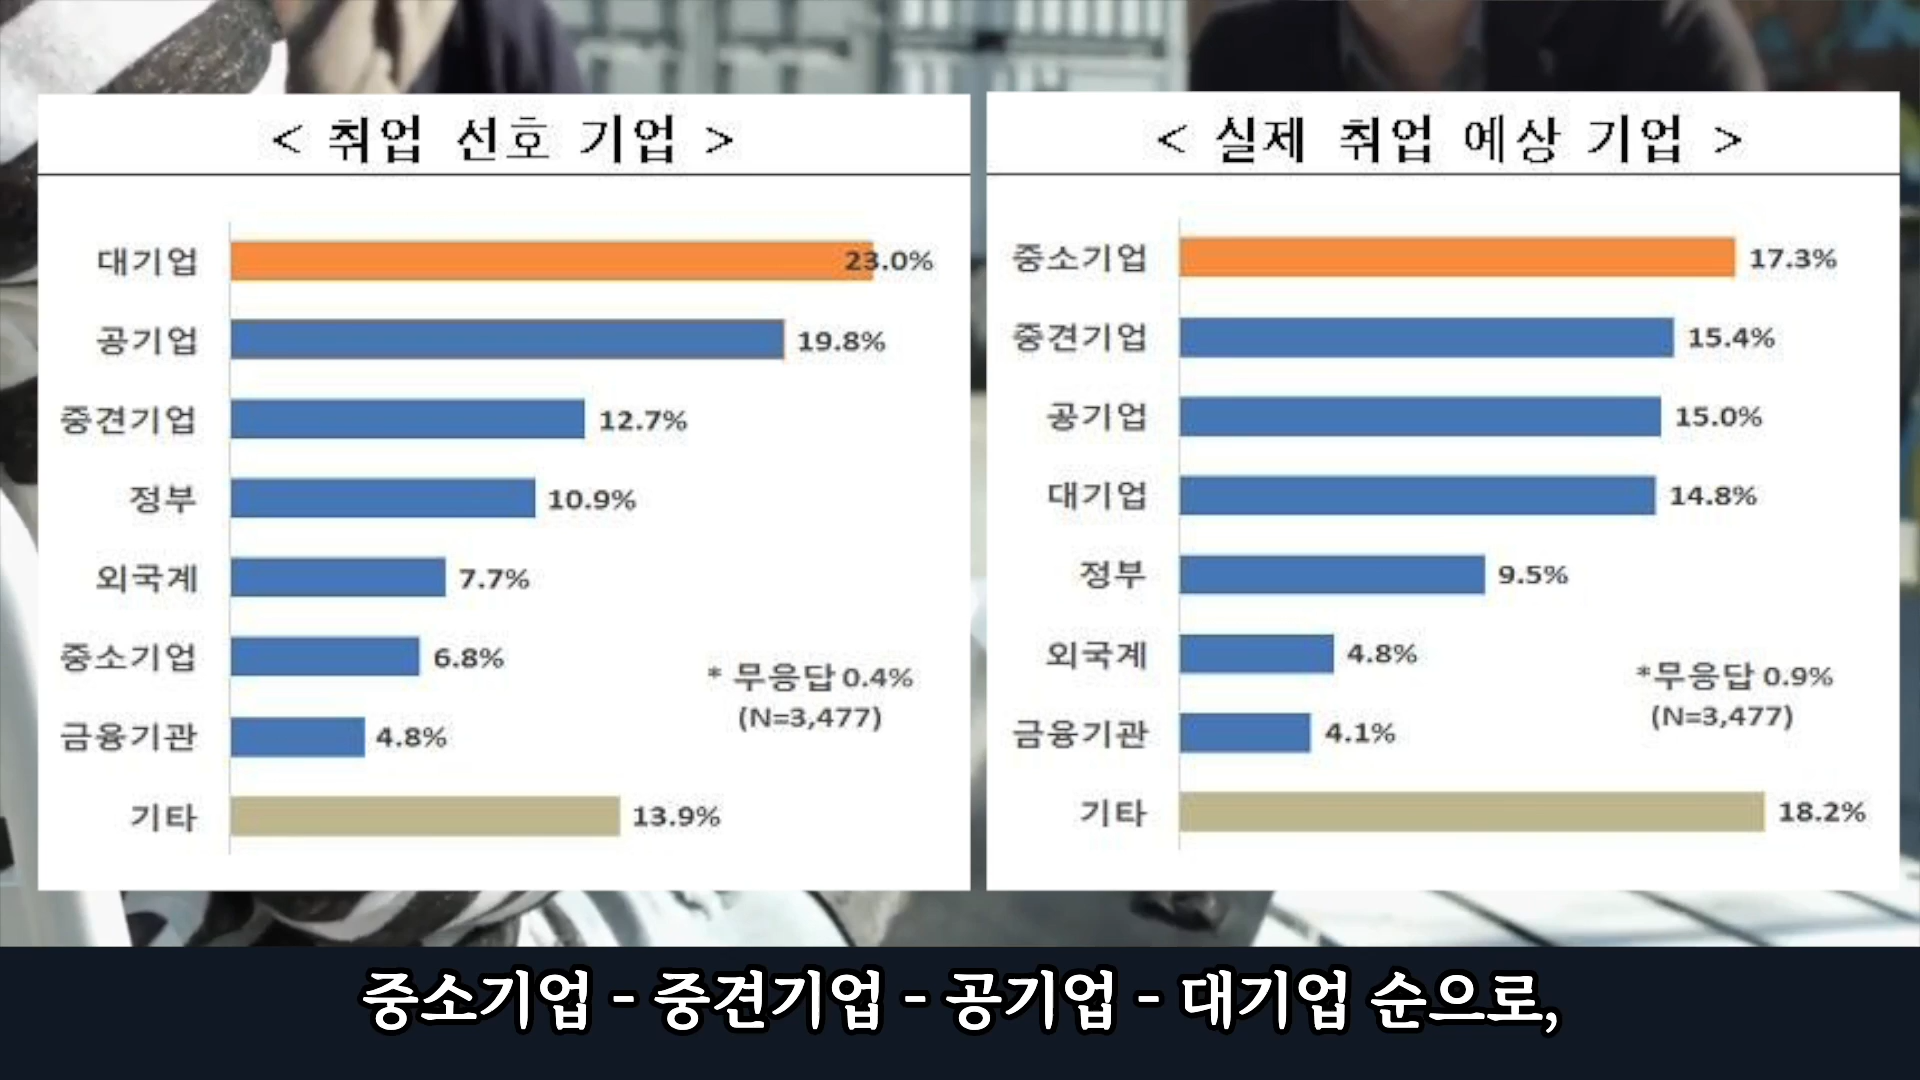 < 취업 선호 기업 >
대기업 23.0%
공기업 19.8%
중견기업 12.7%
정부 10.9%
외국계 7.7%
중소기업 6.8%
금융기관 4.8%
기타 13.9%
* 무응답 0.4%
(N=3,477)
< 실제 취업 예상 기업 >
중소기업 17.3%
중견기업 15.4%
공기업 15.0%
대기업 14.8%
정부 9.5%
외국계 4.8%
금융기관 4.1%
기타 18.2%
*무응답 0.9%
(N=3,477)
중소기업 - 중견기업 - 공기업 - 대기업 순으로,